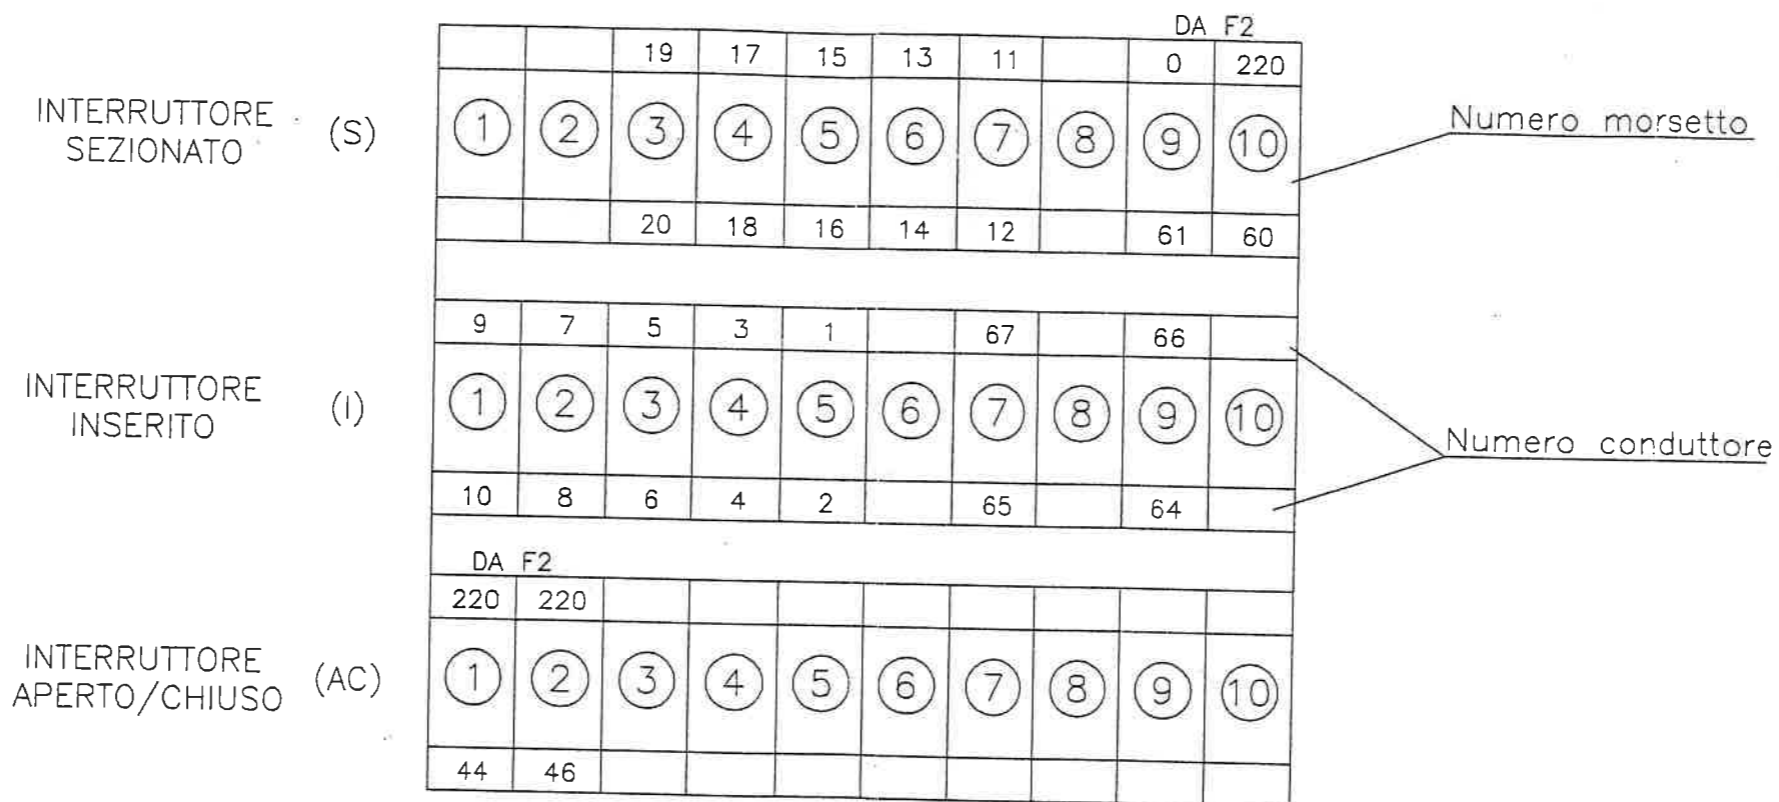 DA F2
19 17 15 13 11 0 220
INTERRUTTORE
SEZIONATO
(S)
1 2 3 4 5 6 7 8 9 10
Numero morsetto
20 18 16 14 12 61 60
9 7 5 3 1 67 66
INTERRUTTORE
INSERITO
(I)
1 2 3 4 5 6 7 8 9 10
Numero conduttore
10 8 6 4 2 65 64
DA F2
220 220
INTERRUTTORE
APERTO/CHIUSO
(AC)
1 2 3 4 5 6 7 8 9 10
44 46